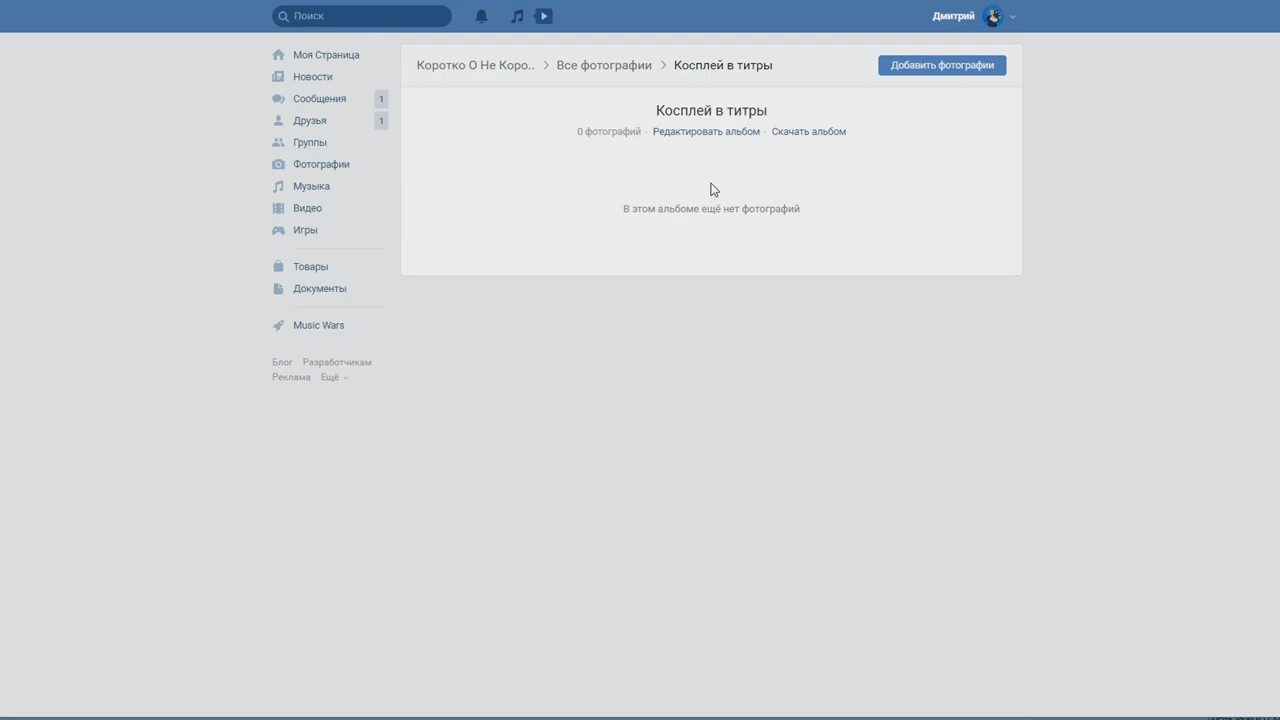 Поиск
Дмитрий
Моя Страница
Новости
Сообщения 1
Друзья 1
Группы
Фотографии
Музыка
Видео
Игры
Товары
Документы
Music Wars
Блог Разработчикам
Реклама Ещё
Коротко О Не Коро.. > Все фотографии > Косплей в титры
Добавить фотографии
Косплей в титры
0 фотографий · Редактировать альбом · Скачать альбом
В этом альбоме ещё нет фотографий